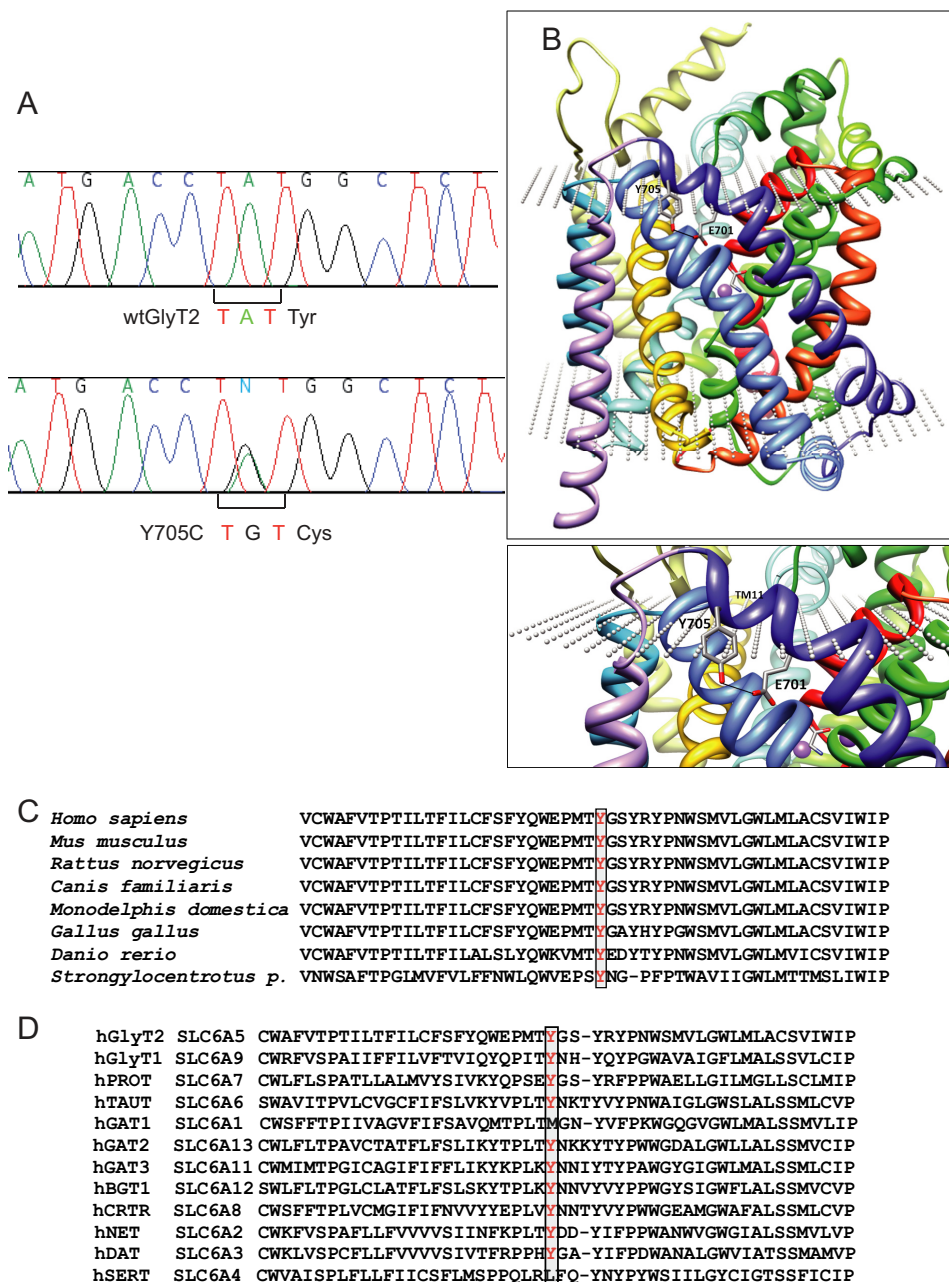 A
A T G A C C T A T G G C T C T
wtGlyT2 T A T Tyr
A T G A C C T N T G G C T C T
Y705C T G T Cys
B
Y705
E701
TM11
Y705
E701
C
Homo sapiens VCWAFVTPTILTFILCFSFYQWEPMTYGSYRYPNWSMVLGWLMLACSVIWIP
Mus musculus VCWAFVTPTILTFILCFSFYQWEPMTYGSYRYPNWSMVLGWLMLACSVIWIP
Rattus norvegicus VCWAFVTPTILTFILCFSFYQWEPMTYGSYRYPNWSMVLGWLMLACSVIWIP
Canis familiaris VCWAFVTPTILTFILCFSFYQWEPMTYGSYRYPNWSMVLGWLMLACSVIWIP
Monodelphis domestica VCWAFVTPTILTFILCFSFYQWEPMTYGSYRYPNWSMVLGWLMLACSVIWIP
Gallus gallus VCWAFVTPTILTFILCFSFYQWEPMTYGAYHYPGWSMVLGWLMLACSVIWIP
Danio rerio VCWAFVTPTILTFILALSLYQWKVMTYEDYTYPNWSMVLGWLMVICSVIWIP
Strongylocentrotus p. VNWSAFTPGLMVFVLFFNWLQWVEPSYNG-PFPTWAVIIGWLMTTMSLIWIP
D
hGlyT2 SLC6A5 CWAFVTPTILTFILCFSFYQWEPMTYGS-YRYPNWSMVLGWLMLACSVIWIP
hGlyT1 SLC6A9 CWRFVSPAIIFFILVFTVIQYQPITYNH-YQYPGWAVAIGFLMALSSVLCIP
hPROT SLC6A7 CWLFLSPATLLALMVYSIVKYQPSEYGS-YRFPPWAELLGILMGLLSCLMIP
hTAUT SLC6A6 SWAVITPVLCVGCFIFSLVKYVPLTYNKTYVYPNWAIGLGWSLALSSMLCVP
hGAT1 SLC6A1 CWSFFTPIIVAGVFIFSAVQMTPLTMGN-YVFPKWGQGVGWLMALSSMVLIP
hGAT2 SLC6A13 CWLFLTPAVCTATFLFSLIKYTPLTYNKKYTYPWWGDALGWLLALSSMVCIP
hGAT3 SLC6A11 CWMIMTPGICAGIFIFFLIKYKPLKYNNIYTYPAWGYGIGWLMALSSMLCIP
hBGT1 SLC6A12 SWLFLTPGLCLATFLFSLSKYTPLKYNNVYVYPPWGYSIGWFLALSSMVCVP
hCRTR SLC6A8 CWSFFTPLVCMGIFIFNVVYYEPLVYNNTYVYPWWGEAMGWAFALSSMLCVP
hNET SLC6A2 CWKFVSPAFLLFVVVVSIINFKPLTYDD-YIFPPWANWVGWGIALSSMVLVP
hDAT SLC6A3 CWKLVSPCFLLFVVVVSIVTFRPPHYGA-YIFPDWANALGWVIATSSMAMVP
hSERT SLC6A4 CWVAISPLFLLFIICSFLMSPPQLRLFQ-YNYPYWSIILGYCIGTSSFICIP